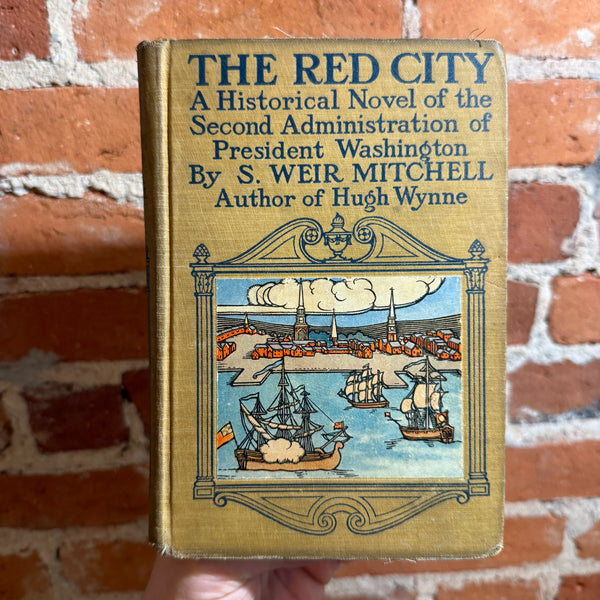 THE RED CITY
A Historical Novel of the
Second Administration of
President Washington
By S. WEIR MITCHELL
Author of Hugh Wynne